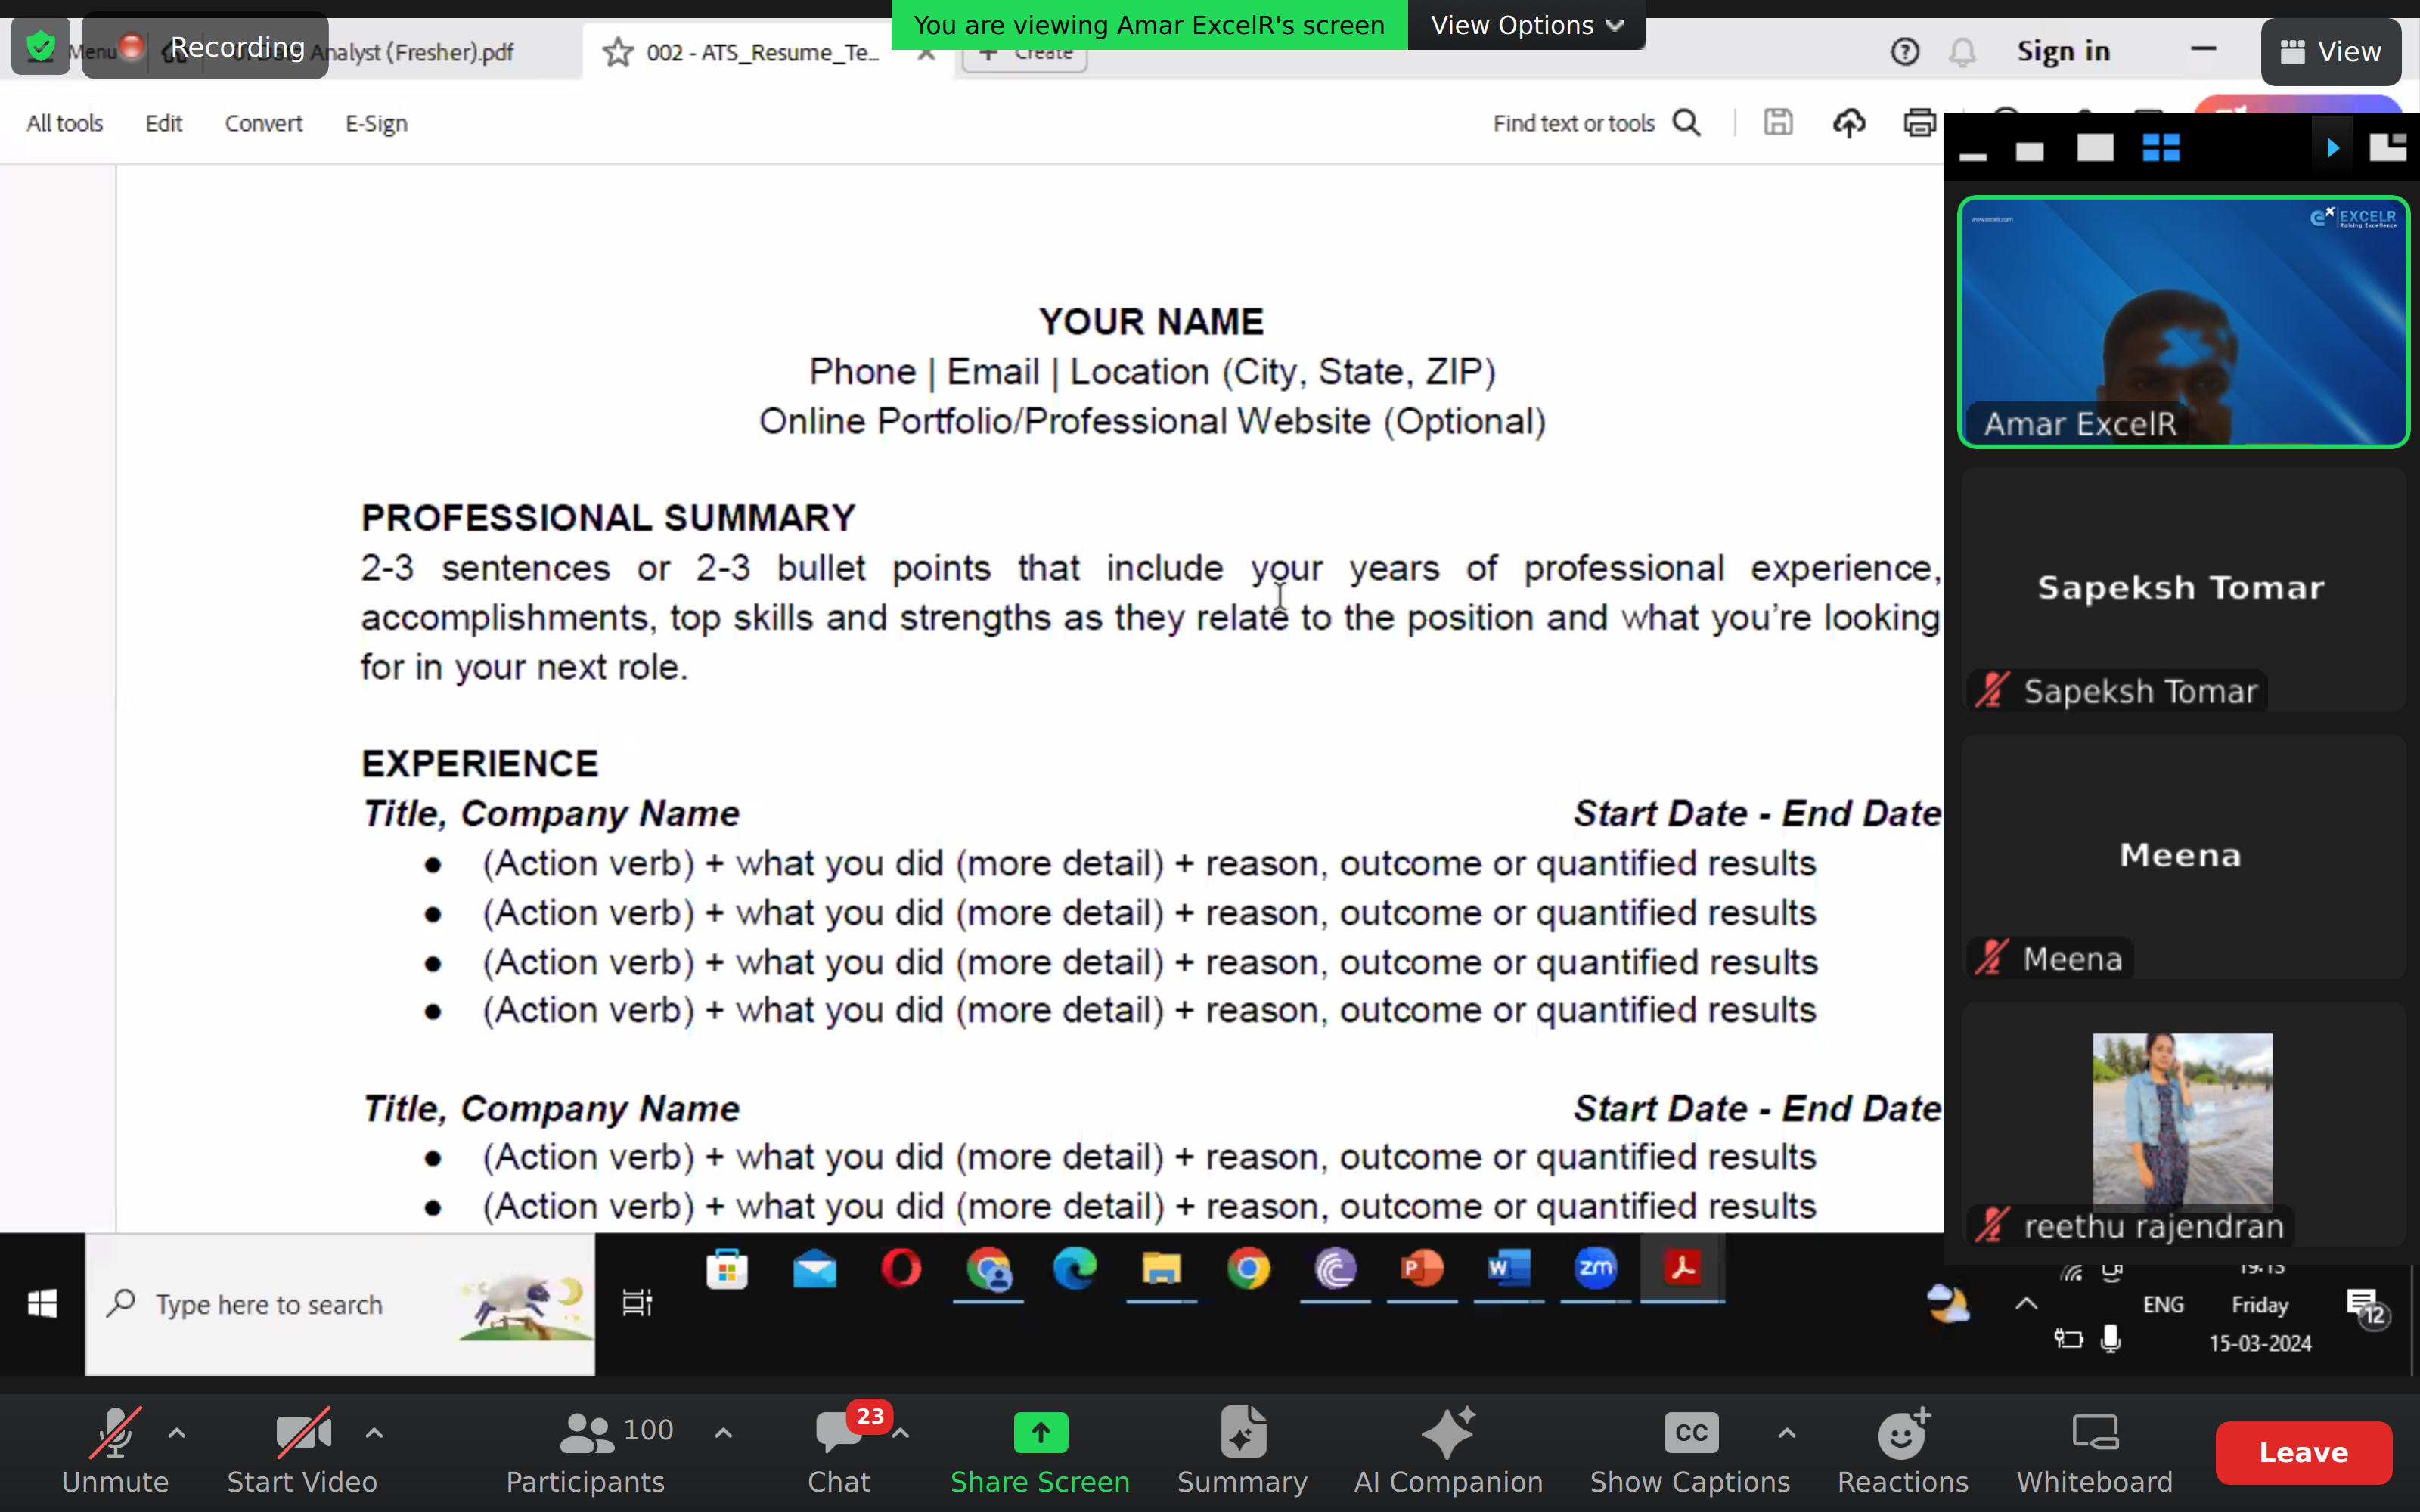 You are viewing Amar ExcelR's screen View Options
Menu
Recording
Analyst (Fresher).pdf
002 - ATS_Resume_Te...
Create
Sign in
View
All tools Edit Convert E-Sign
Find text or tools
YOUR NAME
Phone | Email | Location (City, State, ZIP)
Online Portfolio/Professional Website (Optional)
PROFESSIONAL SUMMARY
2-3 sentences or 2-3 bullet points that include your years of professional experience,
accomplishments, top skills and strengths as they relate to the position and what you're looking
for in your next role.
EXPERIENCE
Title, Company Name Start Date - End Date
● (Action verb) + what you did (more detail) + reason, outcome or quantified results
● (Action verb) + what you did (more detail) + reason, outcome or quantified results
● (Action verb) + what you did (more detail) + reason, outcome or quantified results
● (Action verb) + what you did (more detail) + reason, outcome or quantified results
Title, Company Name Start Date - End Date
● (Action verb) + what you did (more detail) + reason, outcome or quantified results
● (Action verb) + what you did (more detail) + reason, outcome or quantified results
www.excelr.com
EXCELR
Raising Excellence
Amar ExcelR
Sapeksh Tomar
Sapeksh Tomar
Meena
Meena
reethu rajendran
Type here to search
P
W
zm
19:13
ENG
Friday
15-03-2024
12
100
23
CC
Unmute Start Video Participants Chat Share Screen Summary AI Companion Show Captions Reactions Whiteboard
Leave